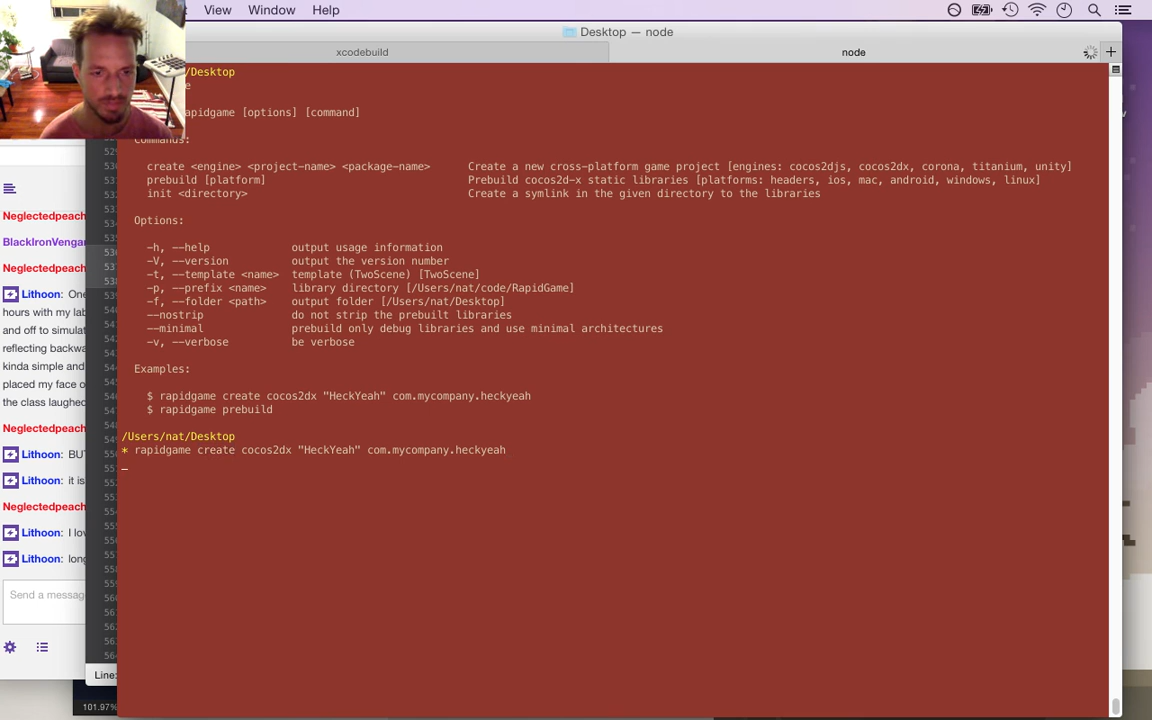 View Window Help
Desktop — node
xcodebuild
node
/Desktop
e
apidgame [options] [command]
Commands:
create <engine> <project-name> <package-name> Create a new cross-platform game project [engines: cocos2djs, cocos2dx, corona, titanium, unity]
prebuild [platform] Prebuild cocos2d-x static libraries [platforms: headers, ios, mac, android, windows, linux]
init <directory> Create a symlink in the given directory to the libraries
Options:
-h, --help output usage information
-V, --version output the version number
-t, --template <name> template (TwoScene) [TwoScene]
-p, --prefix <name> library directory [/Users/nat/code/RapidGame]
-f, --folder <path> output folder [/Users/nat/Desktop]
--nostrip do not strip the prebuilt libraries
--minimal prebuild only debug libraries and use minimal architectures
-v, --verbose be verbose
Examples:
$ rapidgame create cocos2dx "HeckYeah" com.mycompany.heckyeah
$ rapidgame prebuild
/Users/nat/Desktop
* rapidgame create cocos2dx "HeckYeah" com.mycompany.heckyeah
Neglectedpeach
BlackIronVengar
Neglectedpeach
Lithoon: One
hours with my lab
and off to simulat
reflecting backwa
kinda simple and
placed my face o
the class laughed
Neglectedpeach
Lithoon: BUT
Lithoon: it is
Neglectedpeach
Lithoon: I lov
Lithoon: long
Send a messag
Line:
101.97%